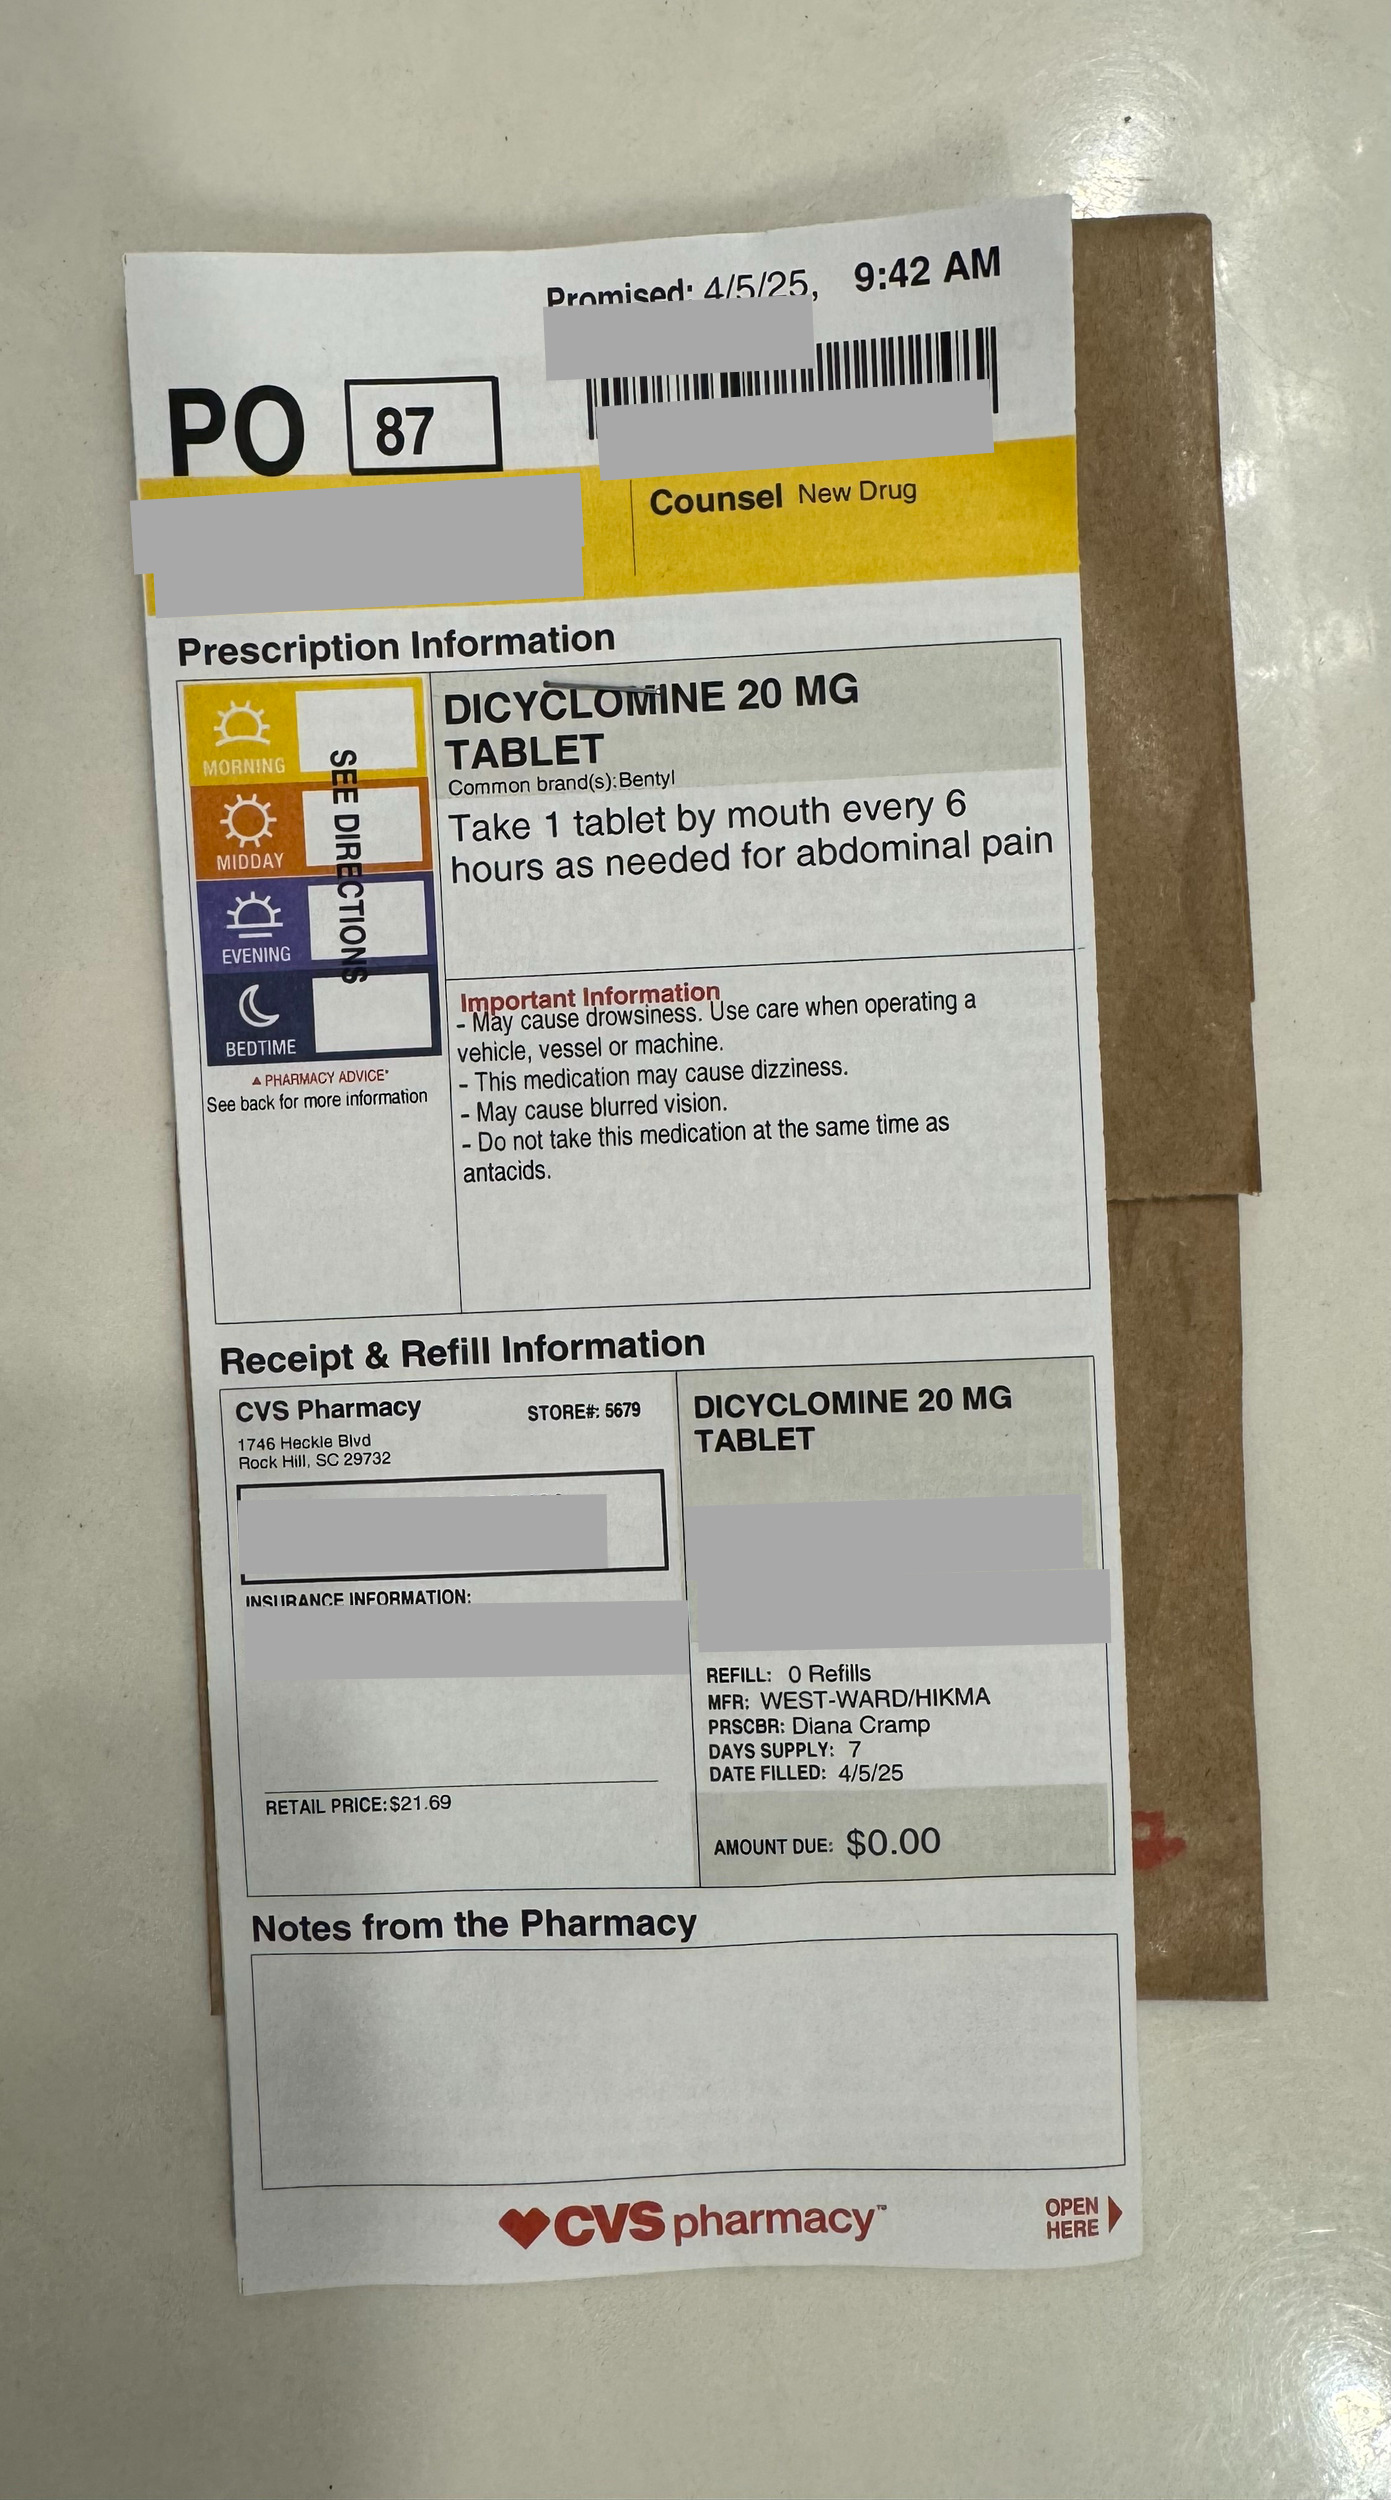 Promised: 4/5/25, 9:42 AM
PO 87
Counsel New Drug
Prescription Information
MORNING
MIDDAY
EVENING
BEDTIME
SEE DIRECTIONS
▲ PHARMACY ADVICE*
See back for more information
DICYCLOMINE 20 MG
TABLET
Common brand(s):Bentyl
Take 1 tablet by mouth every 6
hours as needed for abdominal pain
Important Information
- May cause drowsiness. Use care when operating a
vehicle, vessel or machine.
- This medication may cause dizziness.
- May cause blurred vision.
- Do not take this medication at the same time as
antacids.
Receipt & Refill Information
CVS Pharmacy STORE#: 5679
1746 Heckle Blvd
Rock Hill, SC 29732
INSURANCE INFORMATION:
RETAIL PRICE:$21.69
DICYCLOMINE 20 MG
TABLET
REFILL: 0 Refills
MFR: WEST-WARD/HIKMA
PRSCBR: Diana Cramp
DAYS SUPPLY: 7
DATE FILLED: 4/5/25
AMOUNT DUE: $0.00
Notes from the Pharmacy
CVS pharmacy™
OPEN
HERE